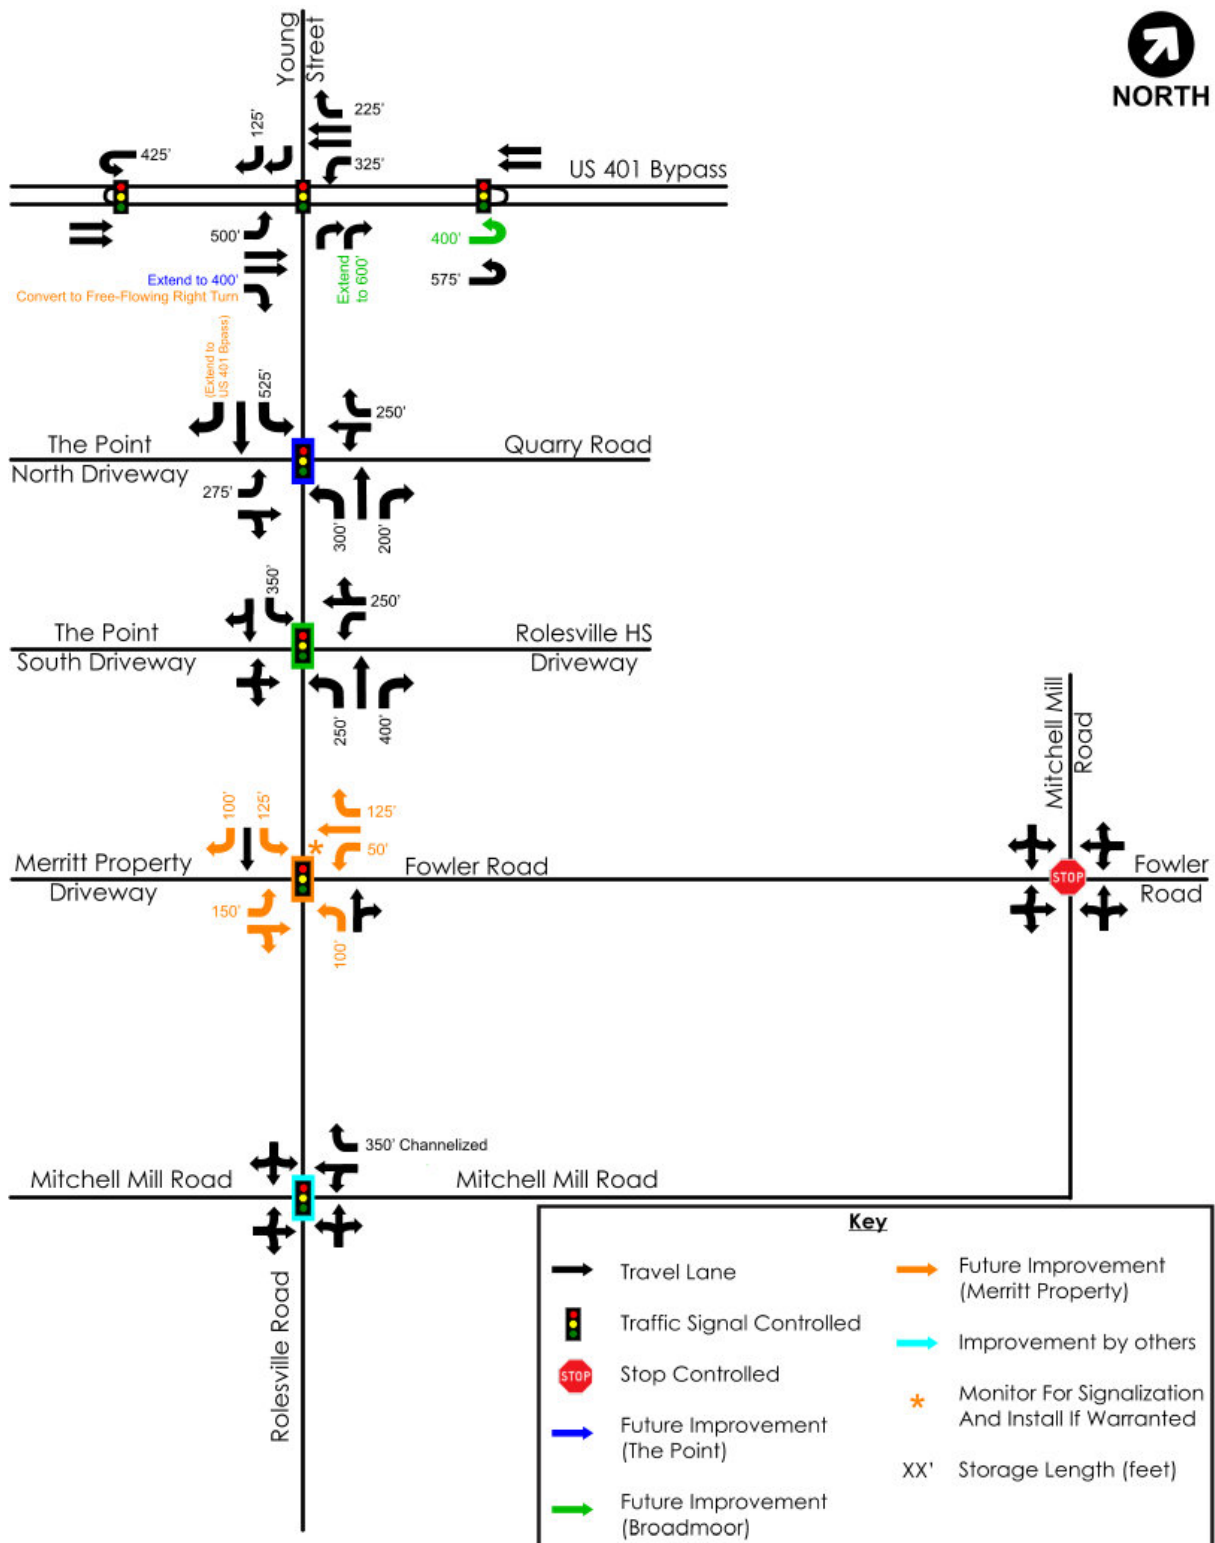 Young
Street
NORTH
225'
125'
425'
325'
US 401 Bypass
500'
400'
Extend
to 600'
Extend to 400'
575'
Convert to Free-Flowing Right Turn
(Extend to
US 401 Bpass)
525'
250'
The Point
North Driveway
Quarry Road
275'
300'
200'
350'
250'
The Point
South Driveway
Rolesville HS
Driveway
250'
400'
Mitchell Mill
Road
100'
125'
125'
50'
Merritt Property
Driveway
Fowler Road
STOP
Fowler
Road
150'
100'
350' Channelized
Mitchell Mill Road
Mitchell Mill Road
Rolesville Road
Key
Travel Lane
Traffic Signal Controlled
STOP
Stop Controlled
Future Improvement
(The Point)
Future Improvement
(Broadmoor)
Future Improvement
(Merritt Property)
Improvement by others
* Monitor For Signalization
And Install If Warranted
XX' Storage Length (feet)